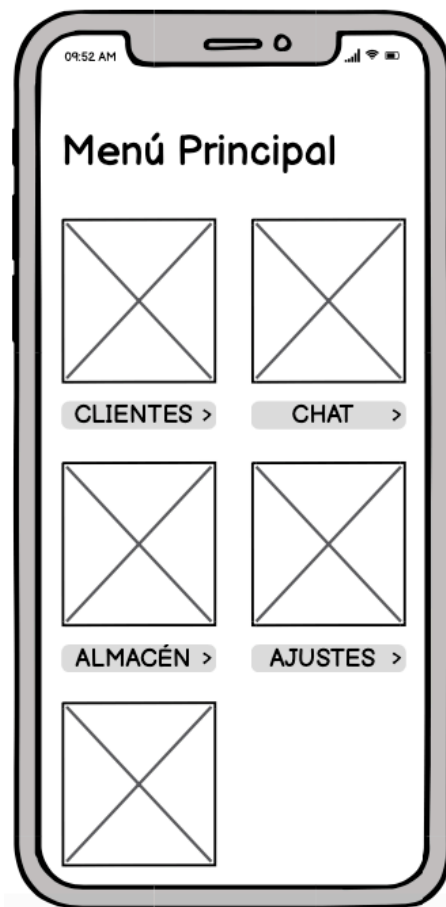 09:52 AM
Menú Principal
CLIENTES >
CHAT >
ALMACÉN >
AJUSTES >